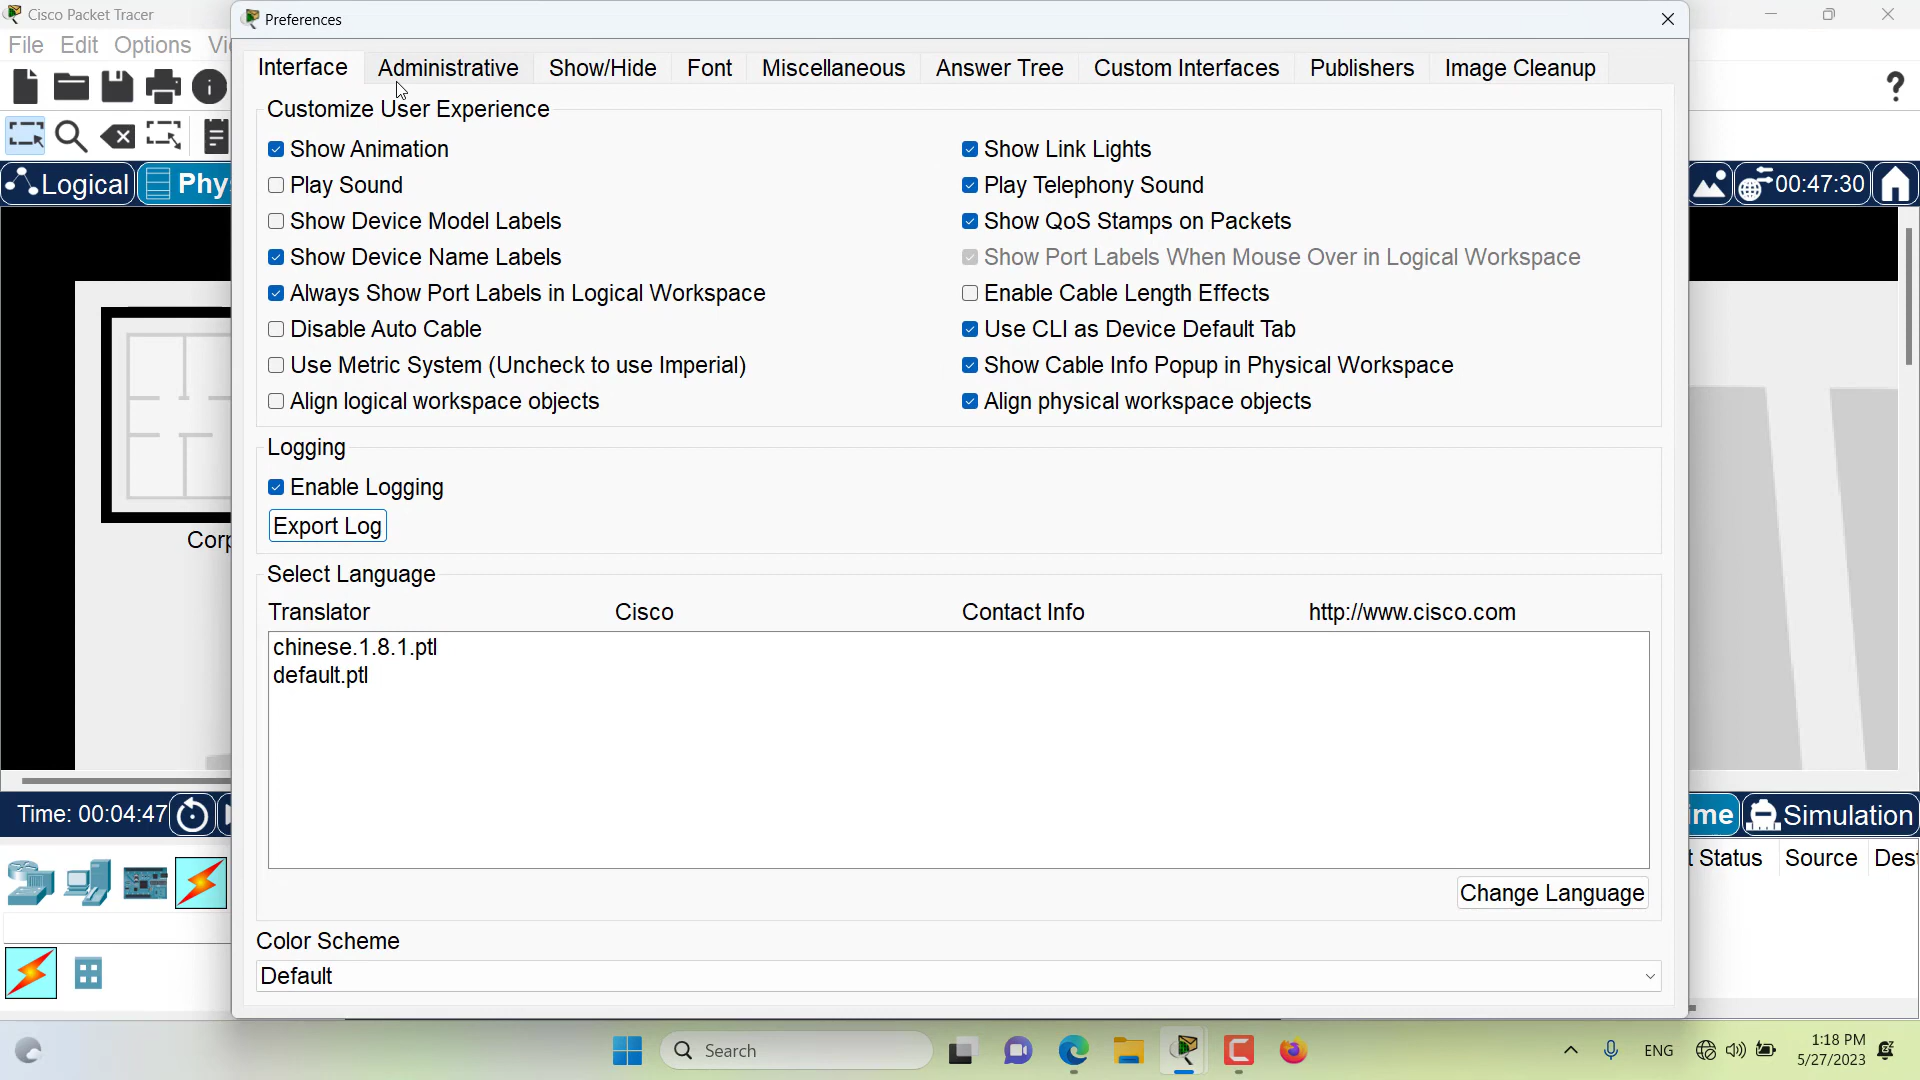 Cisco Packet Tracer
Preferences
File Edit Options
Interface Administrative Show/Hide Font Miscellaneous Answer Tree Custom Interfaces Publishers Image Cleanup
Customize User Experience
Show Animation Show Link Lights
Play Sound Play Telephony Sound
Logical Phy 00:47:30
Show Device Model Labels Show QoS Stamps on Packets
Show Device Name Labels Show Port Labels When Mouse Over in Logical Workspace
Always Show Port Labels in Logical Workspace Enable Cable Length Effects
Disable Auto Cable Use CLI as Device Default Tab
Use Metric System (Uncheck to use Imperial) Show Cable Info Popup in Physical Workspace
Align logical workspace objects Align physical workspace objects
Logging
Enable Logging
Export Log
Corp
Select Language
Translator Cisco Contact Info http://www.cisco.com
chinese.1.8.1.ptl
default.ptl
Time: 00:04:47 ime Simulation
t Status Source Des
Change Language
Color Scheme
Default
Search
ENG
1:18 PM
5/27/2023